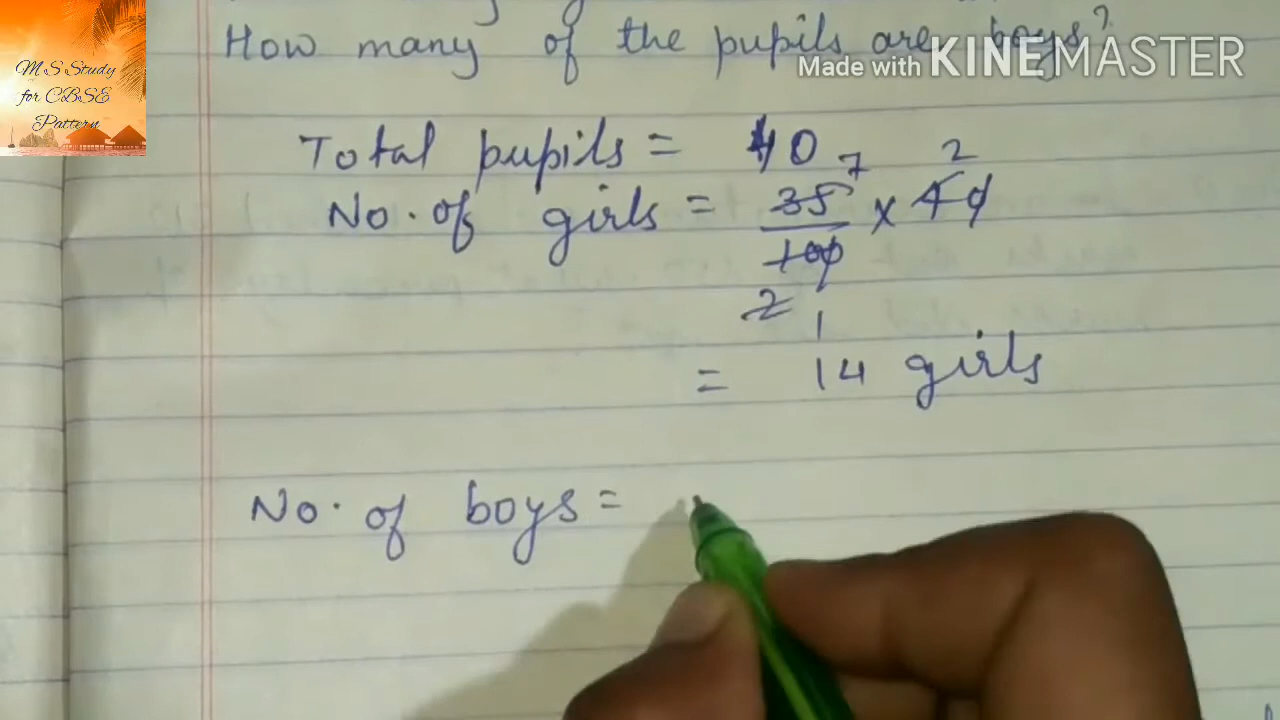 M.S Study
for CBSE
Pattern
How many of the pupils are boys?
Made with KINEMASTER
Total pupils = 40
No. of girls = 35/100 x 40
7 2
2 1
= 14 girls
No. of boys =